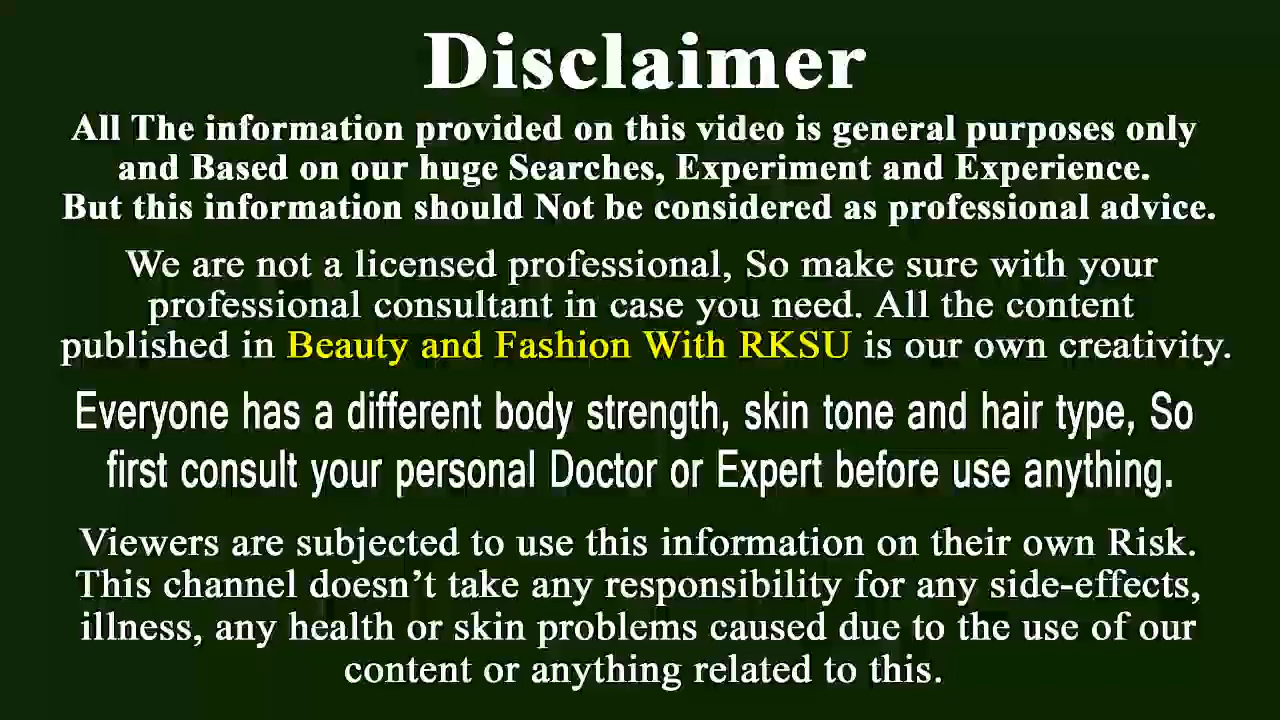 Disclaimer
All The information provided on this video is general purposes only
and Based on our huge Searches, Experiment and Experience.
But this information should Not be considered as professional advice.
We are not a licensed professional, So make sure with your
professional consultant in case you need. All the content
published in Beauty and Fashion With RKSU is our own creativity.
Everyone has a different body strength, skin tone and hair type, So
first consult your personal Doctor or Expert before use anything.
Viewers are subjected to use this information on their own Risk.
This channel doesn’t take any responsibility for any side-effects,
illness, any health or skin problems caused due to the use of our
content or anything related to this.